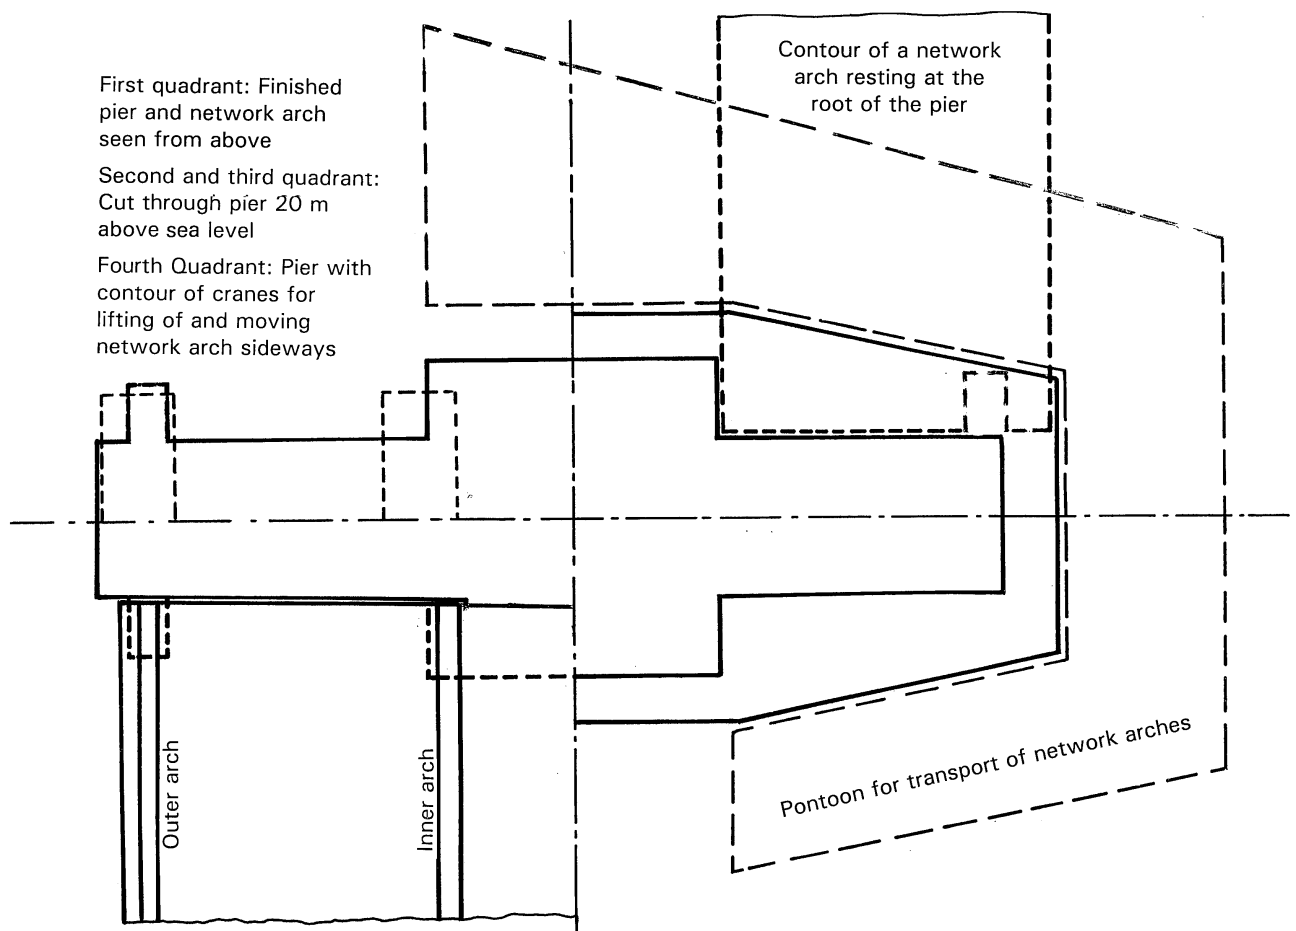 First quadrant: Finished
pier and network arch
seen from above
Second and third quadrant:
Cut through pier 20 m
above sea level
Fourth Quadrant: Pier with
contour of cranes for
lifting of and moving
network arch sideways
Contour of a network
arch resting at the
root of the pier
Outer arch
Inner arch
Pontoon for transport of network arches